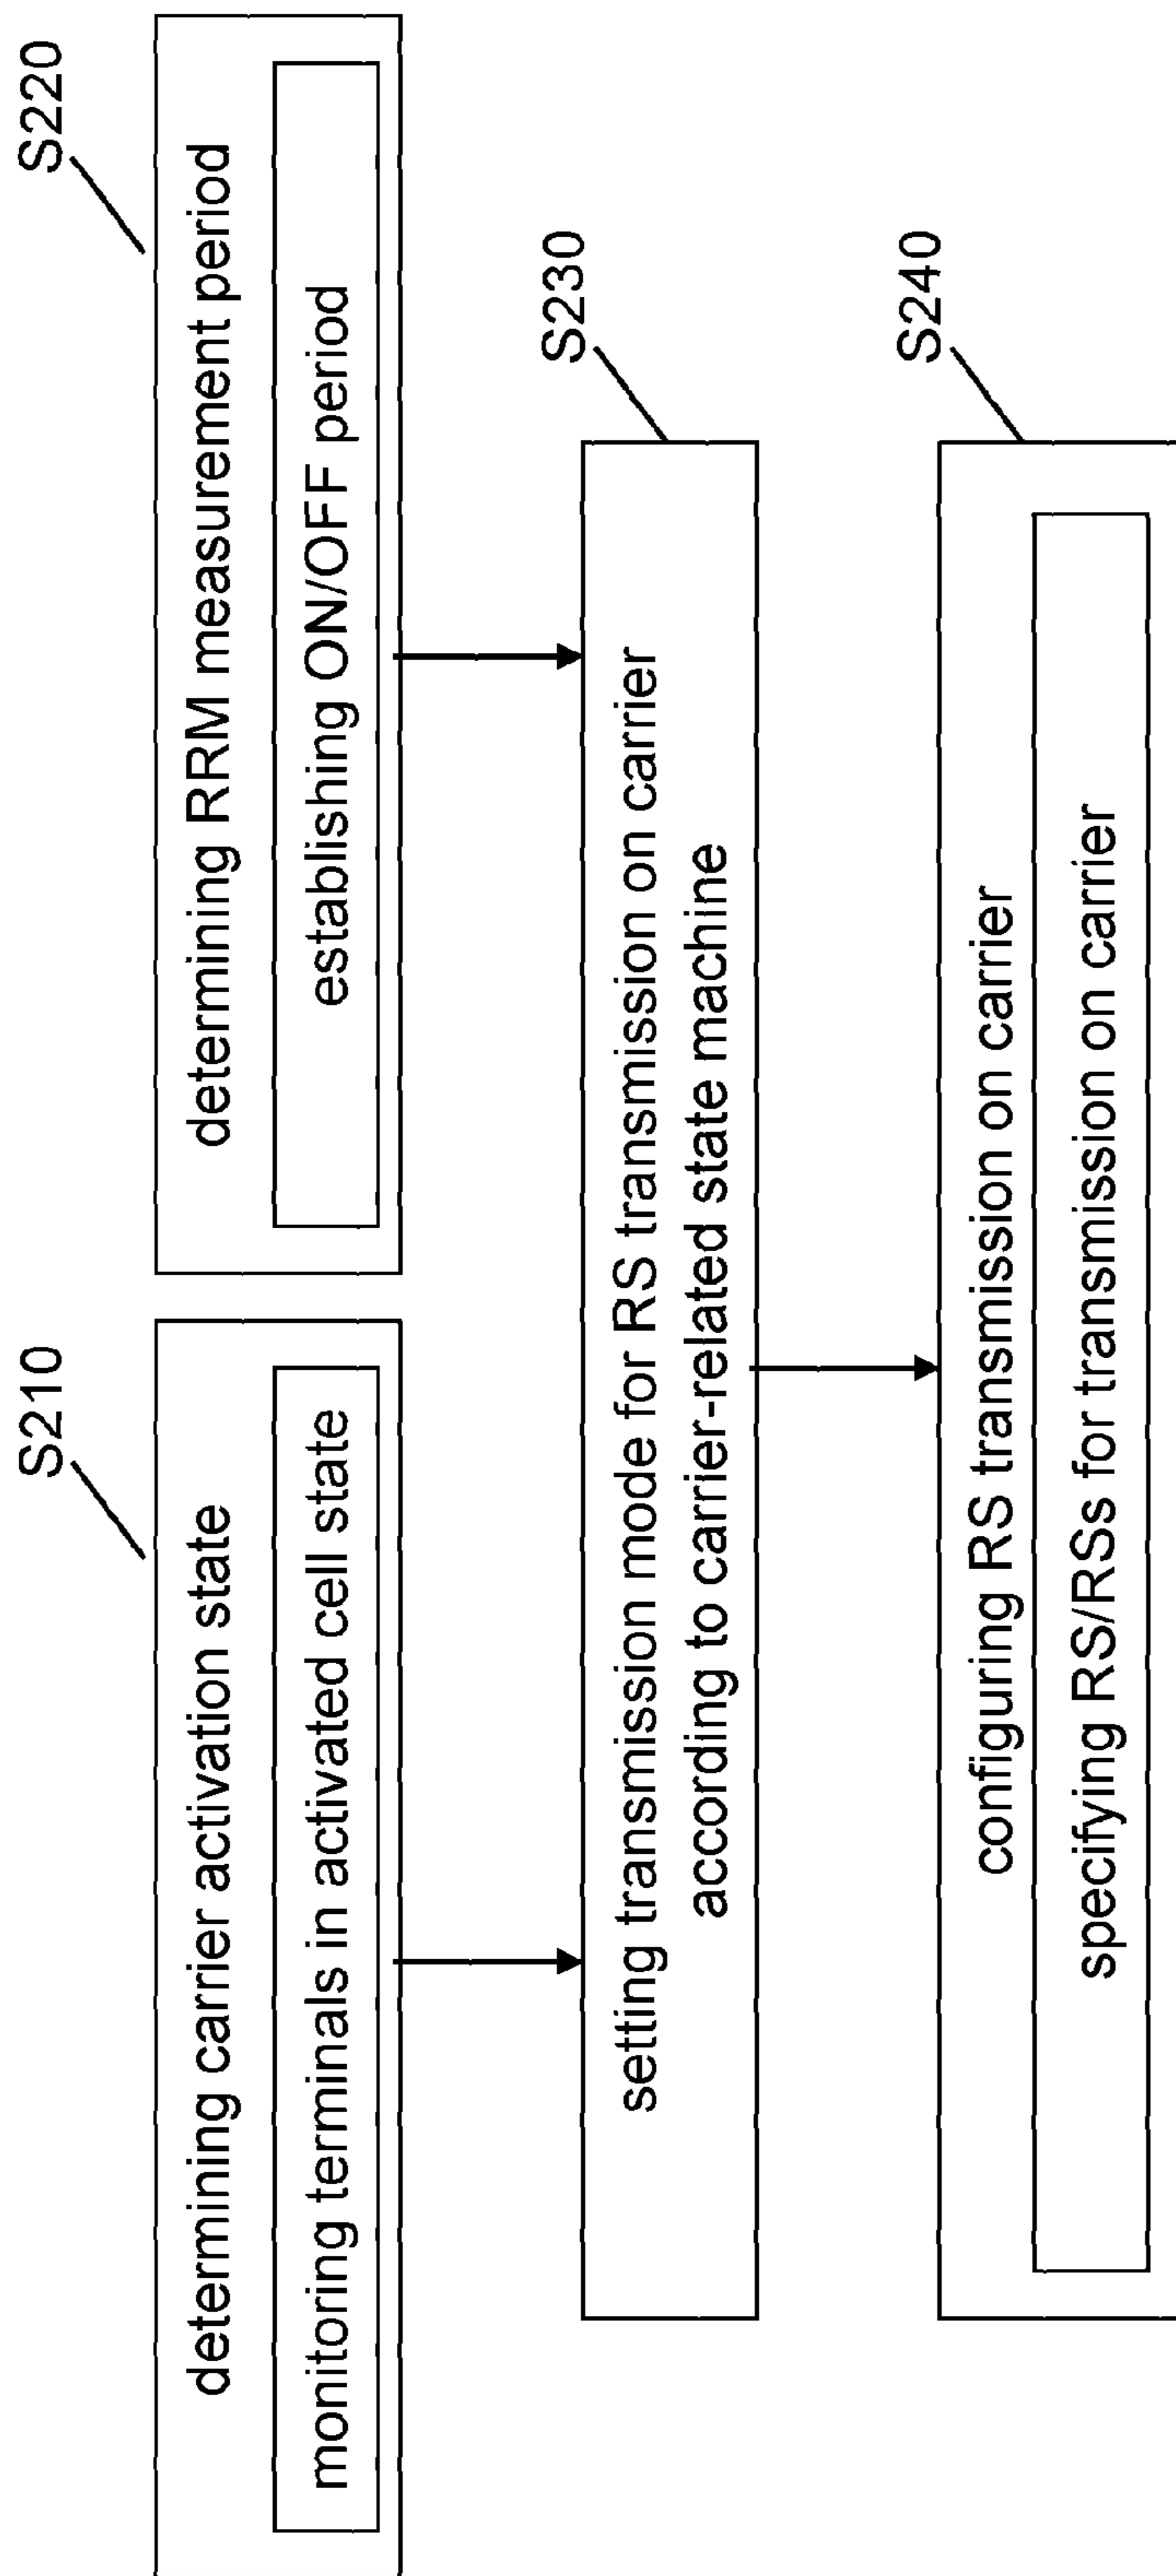 S210
determining carrier activation state
monitoring terminals in activated cell state
S220
determining RRM measurement period
establishing ON/OFF period
S230
setting transmission mode for RS transmission on carrier
according to carrier-related state machine
S240
configuring RS transmission on carrier
specifying RS/RSs for transmission on carrier